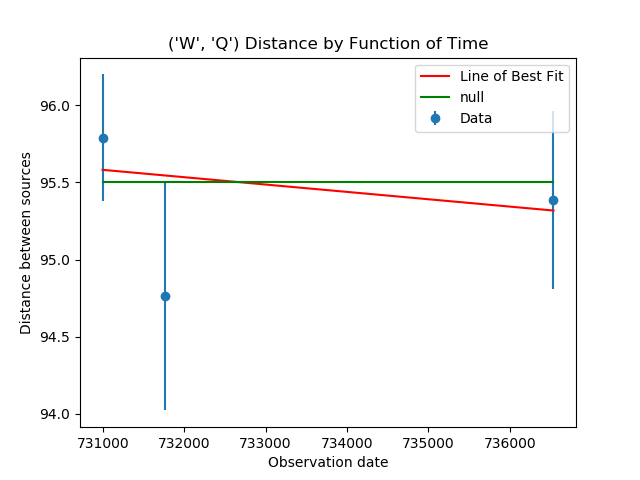 ('W', 'Q') Distance by Function of Time
Line of Best Fit
null
Data
Distance between sources
96.0
95.5
95.0
94.5
94.0
731000 732000 733000 734000 735000 736000
Observation date